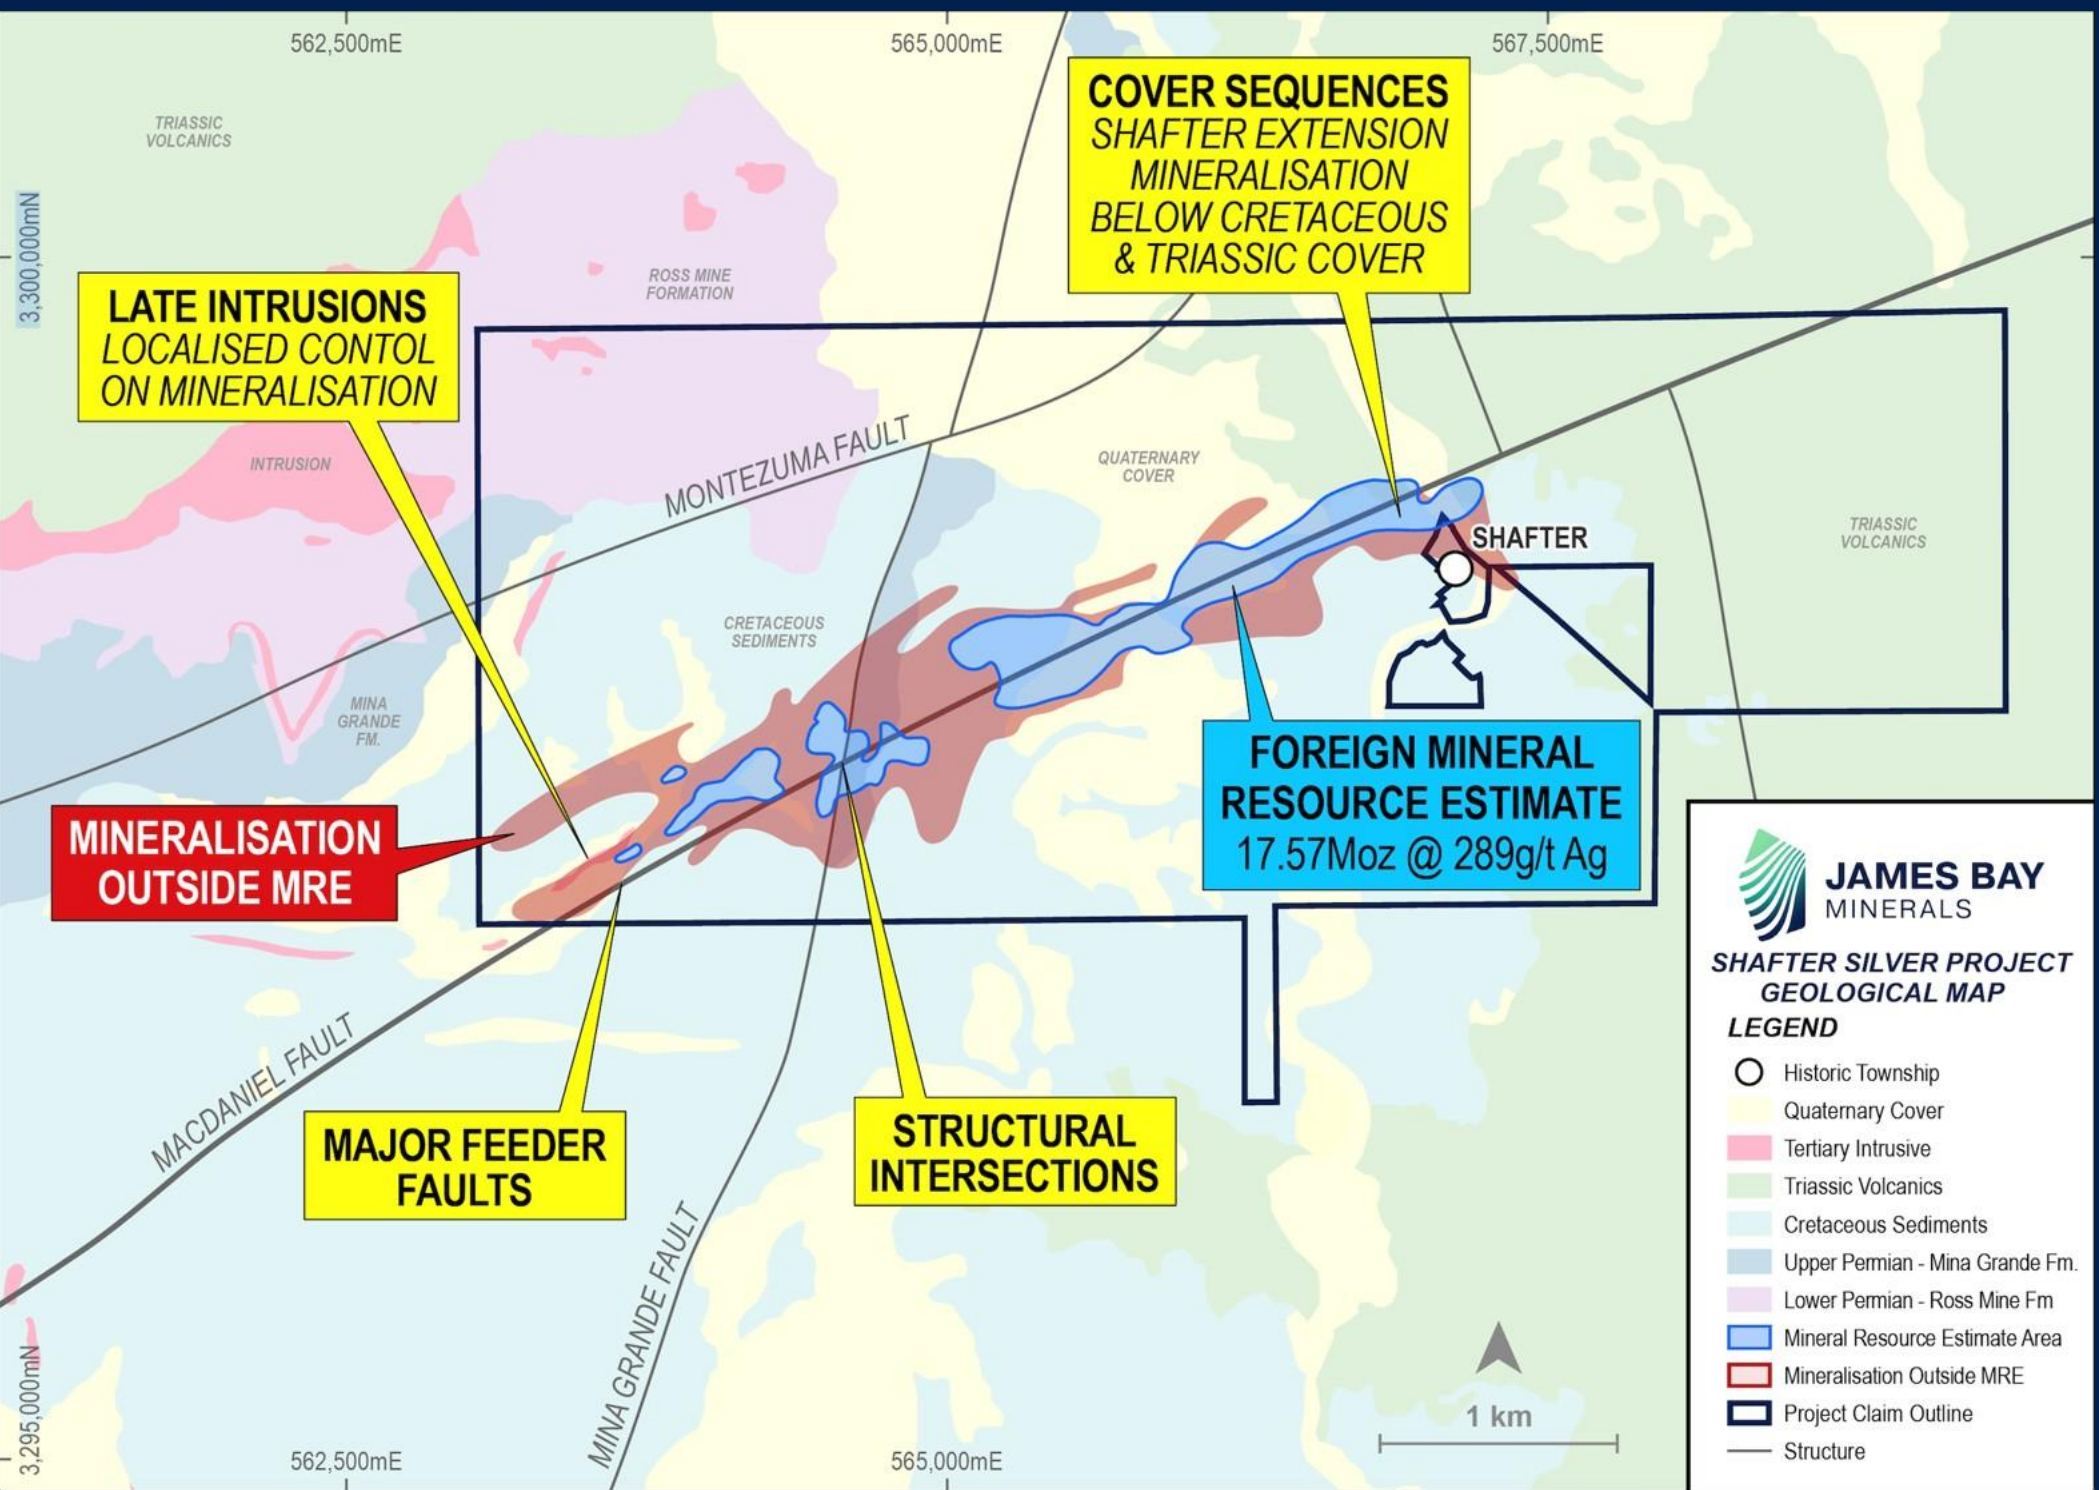 562,500mE
565,000mE
567,500mE
3,300,000mN
3,295,000mN
TRIASSIC
VOLCANICS
COVER SEQUENCES
SHAFTER EXTENSION
MINERALISATION
BELOW CRETACEOUS
& TRIASSIC COVER
ROSS MINE
FORMATION
LATE INTRUSIONS
LOCALISED CONTOL
ON MINERALISATION
INTRUSION
MONTEZUMA FAULT
QUATERNARY
COVER
SHAFTER
TRIASSIC
VOLCANICS
CRETACEOUS
SEDIMENTS
MINA
GRANDE
FM.
MINERALISATION
OUTSIDE MRE
FOREIGN MINERAL
RESOURCE ESTIMATE
17.57Moz @ 289g/t Ag
MACDANIEL FAULT
MAJOR FEEDER
FAULTS
STRUCTURAL
INTERSECTIONS
MINA GRANDE FAULT
JAMES BAY
MINERALS
SHAFTER SILVER PROJECT
GEOLOGICAL MAP
LEGEND
Historic Township
Quaternary Cover
Tertiary Intrusive
Triassic Volcanics
Cretaceous Sediments
Upper Permian - Mina Grande Fm.
Lower Permian - Ross Mine Fm
Mineral Resource Estimate Area
Mineralisation Outside MRE
Project Claim Outline
Structure
1 km
562,500mE
565,000mE